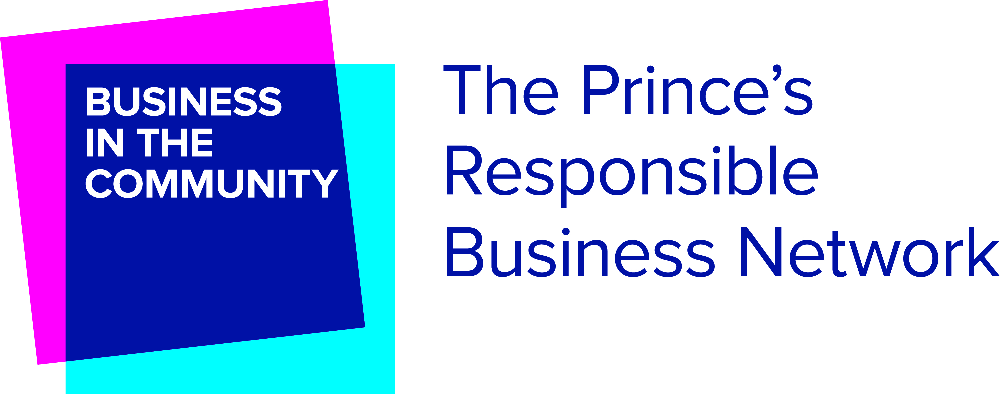 BUSINESS
IN THE
COMMUNITY
The Prince’s
Responsible
Business Network